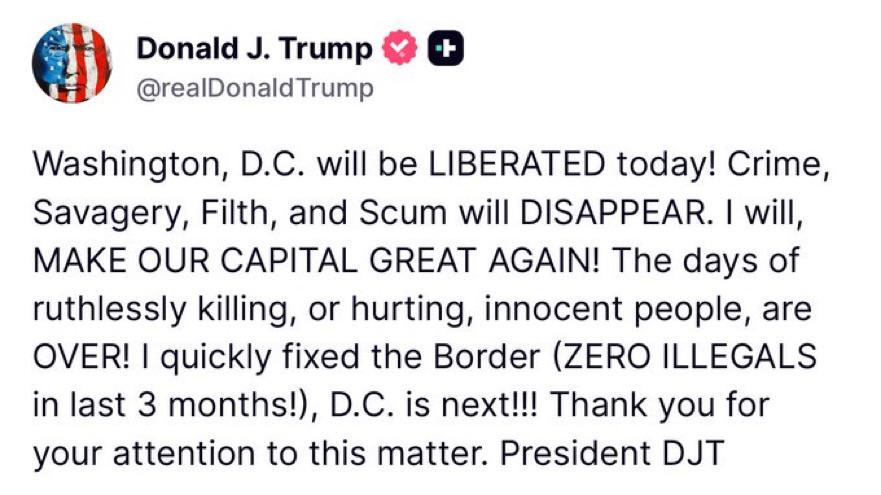 Donald J. Trump
@realDonaldTrump
Washington, D.C. will be LIBERATED today! Crime,
Savagery, Filth, and Scum will DISAPPEAR. I will,
MAKE OUR CAPITAL GREAT AGAIN! The days of
ruthlessly killing, or hurting, innocent people, are
OVER! I quickly fixed the Border (ZERO ILLEGALS
in last 3 months!), D.C. is next!!! Thank you for
your attention to this matter. President DJT